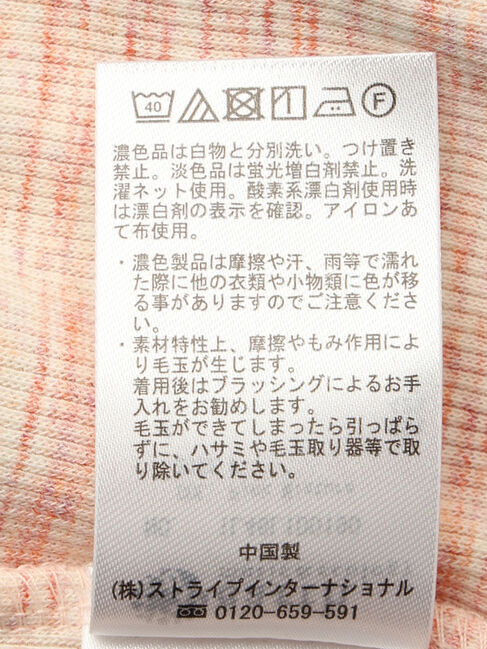 40 F
濃色品は白物と分別洗い。つけ置き
禁止。淡色品は蛍光増白剤禁止。洗
濯ネット使用。酸素系漂白剤使用時
は漂白剤の表示を確認。アイロンあ
て布使用。
・濃色製品は摩擦や汗、雨等で濡れ
た際に他の衣類や小物類に色が移
る事がありますのでご注意くださ
い。
・素材特性上、摩擦やもみ作用によ
り毛玉が生じます。
着用後はブラッシングによるお手
入れをお勧めします。
毛玉ができてしまったら引っぱら
ずに、ハサミや毛玉取り器等で取
り除いてください。
中国製
(株)ストライプインターナショナル
0120-659-591